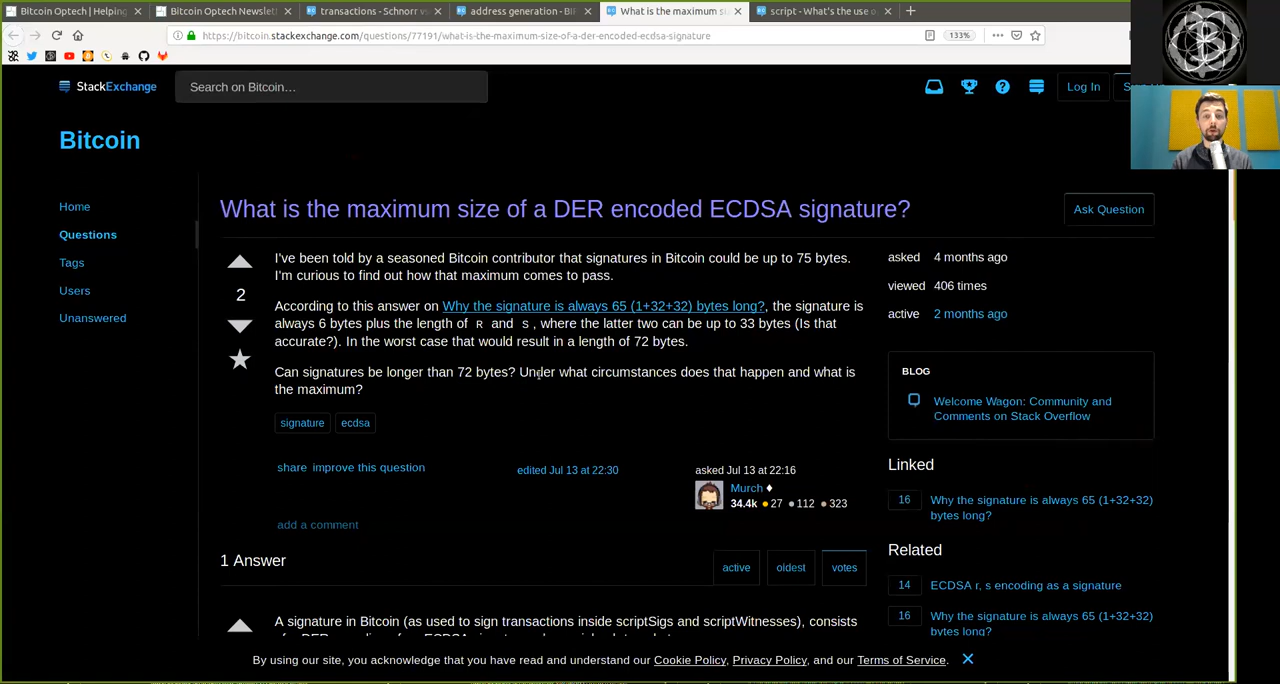 Bitcoin Optech | Helping
Bitcoin Optech Newslett
transactions - Schnorr vs
address generation - BIP
What is the maximum si
script - What's the use o
https://bitcoin.stackexchange.com/questions/77191/what-is-the-maximum-size-of-a-der-encoded-ecdsa-signature
133%
StackExchange
Search on Bitcoin…
Log In
Bitcoin
Home
Questions
Tags
Users
Unanswered
What is the maximum size of a DER encoded ECDSA signature?
Ask Question
2
I've been told by a seasoned Bitcoin contributor that signatures in Bitcoin could be up to 75 bytes.
I'm curious to find out how that maximum comes to pass.
According to this answer on Why the signature is always 65 (1+32+32) bytes long?, the signature is
always 6 bytes plus the length of R and S, where the latter two can be up to 33 bytes (Is that
accurate?). In the worst case that would result in a length of 72 bytes.
Can signatures be longer than 72 bytes? Under what circumstances does that happen and what is
the maximum?
signature
ecdsa
share improve this question
edited Jul 13 at 22:30
asked Jul 13 at 22:16
Murch ♦
34.4k 27 112 323
add a comment
1 Answer
active
oldest
votes
A signature in Bitcoin (as used to sign transactions inside scriptSigs and scriptWitnesses), consists
asked 4 months ago
viewed 406 times
active 2 months ago
BLOG
Welcome Wagon: Community and
Comments on Stack Overflow
Linked
16 Why the signature is always 65 (1+32+32)
bytes long?
Related
14 ECDSA r, s encoding as a signature
16 Why the signature is always 65 (1+32+32)
bytes long?
By using our site, you acknowledge that you have read and understand our Cookie Policy, Privacy Policy, and our Terms of Service.